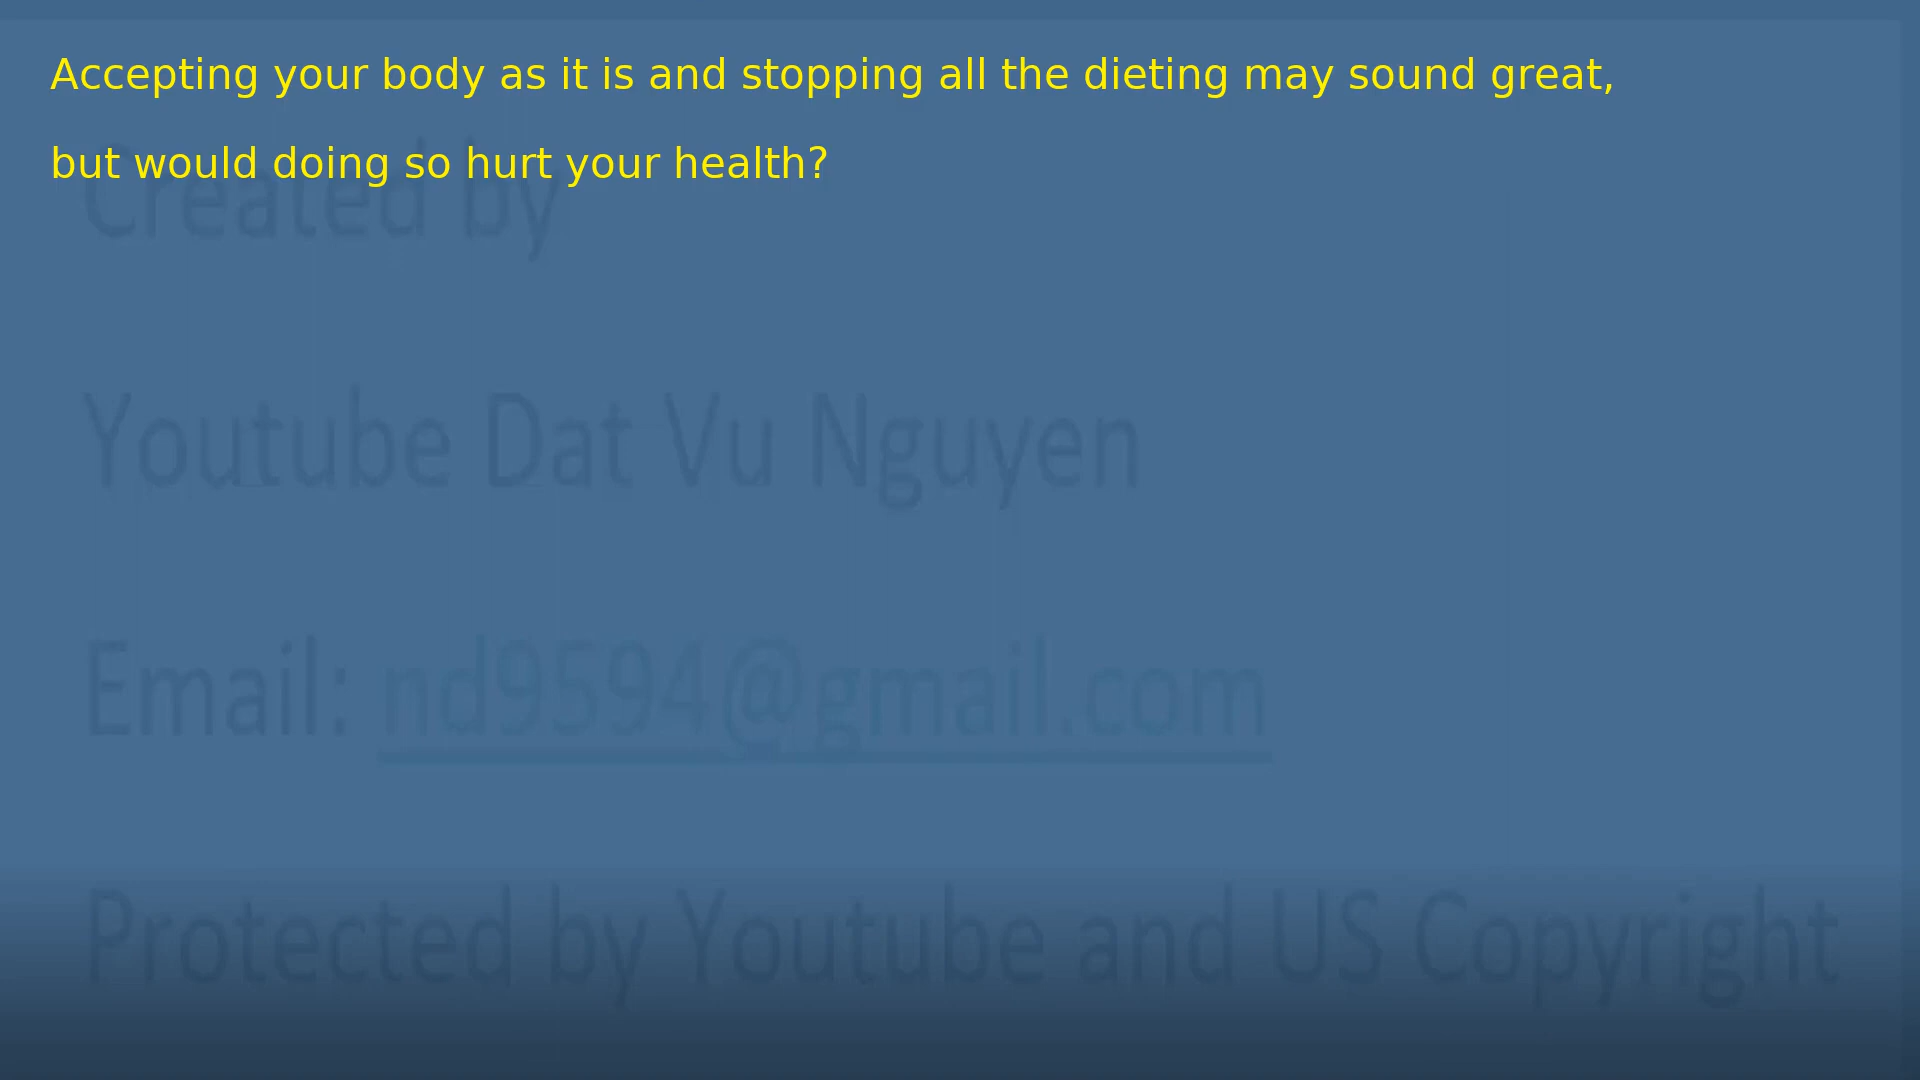 Accepting your body as it is and stopping all the dieting may sound great,
but would doing so hurt your health?
Created by
Youtube Dat Vu Nguyen
Email: nd9594@gmail.com
Protected by Youtube and US Copyright